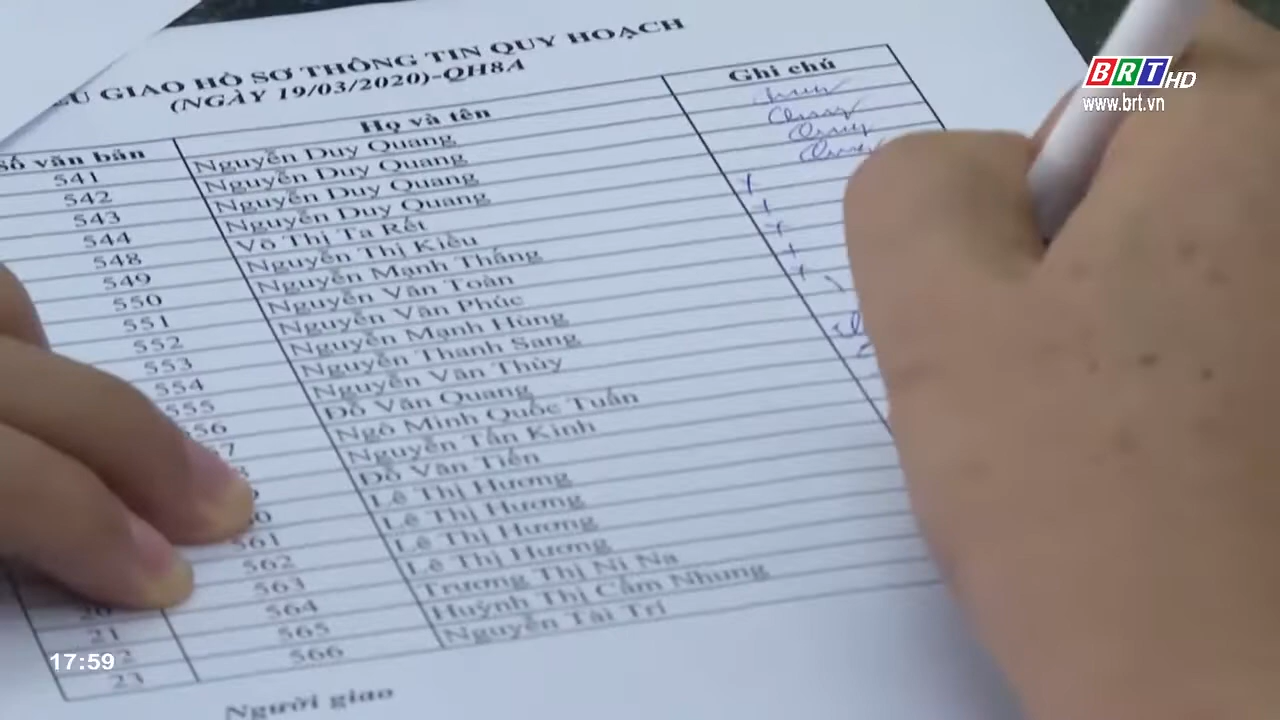 GIAO HỒ SƠ THÔNG TIN QUY HOẠCH
(NGÀY 19/03/2020)-QH8A
BRT HD
www.brt.vn
Số văn bản Họ và tên Ghi chú
541 Nguyễn Duy Quang
542 Nguyễn Duy Quang
543 Nguyễn Duy Quang
544 Nguyễn Duy Quang
548 Võ Thị Ta Rết
549 Nguyễn Thị Kiều
550 Nguyễn Mạnh Thắng
551 Nguyễn Văn Toàn
552 Nguyễn Văn Phúc
553 Nguyễn Mạnh Hùng
554 Nguyễn Thanh Sang
555 Nguyễn Văn Thủy
Đỗ Văn Quang
Ngô Minh Quốc Tuấn
Nguyễn Tấn Kinh
Đỗ Văn Tiến
Lê Thị Hương
561 Lê Thị Hương
562 Lê Thị Hương
563 Lê Thị Hương
564 Trương Thị Ni Na
21 565 Huỳnh Thị Cẩm Nhung
23 566 Nguyễn Tài Trí
Người giao
17:59